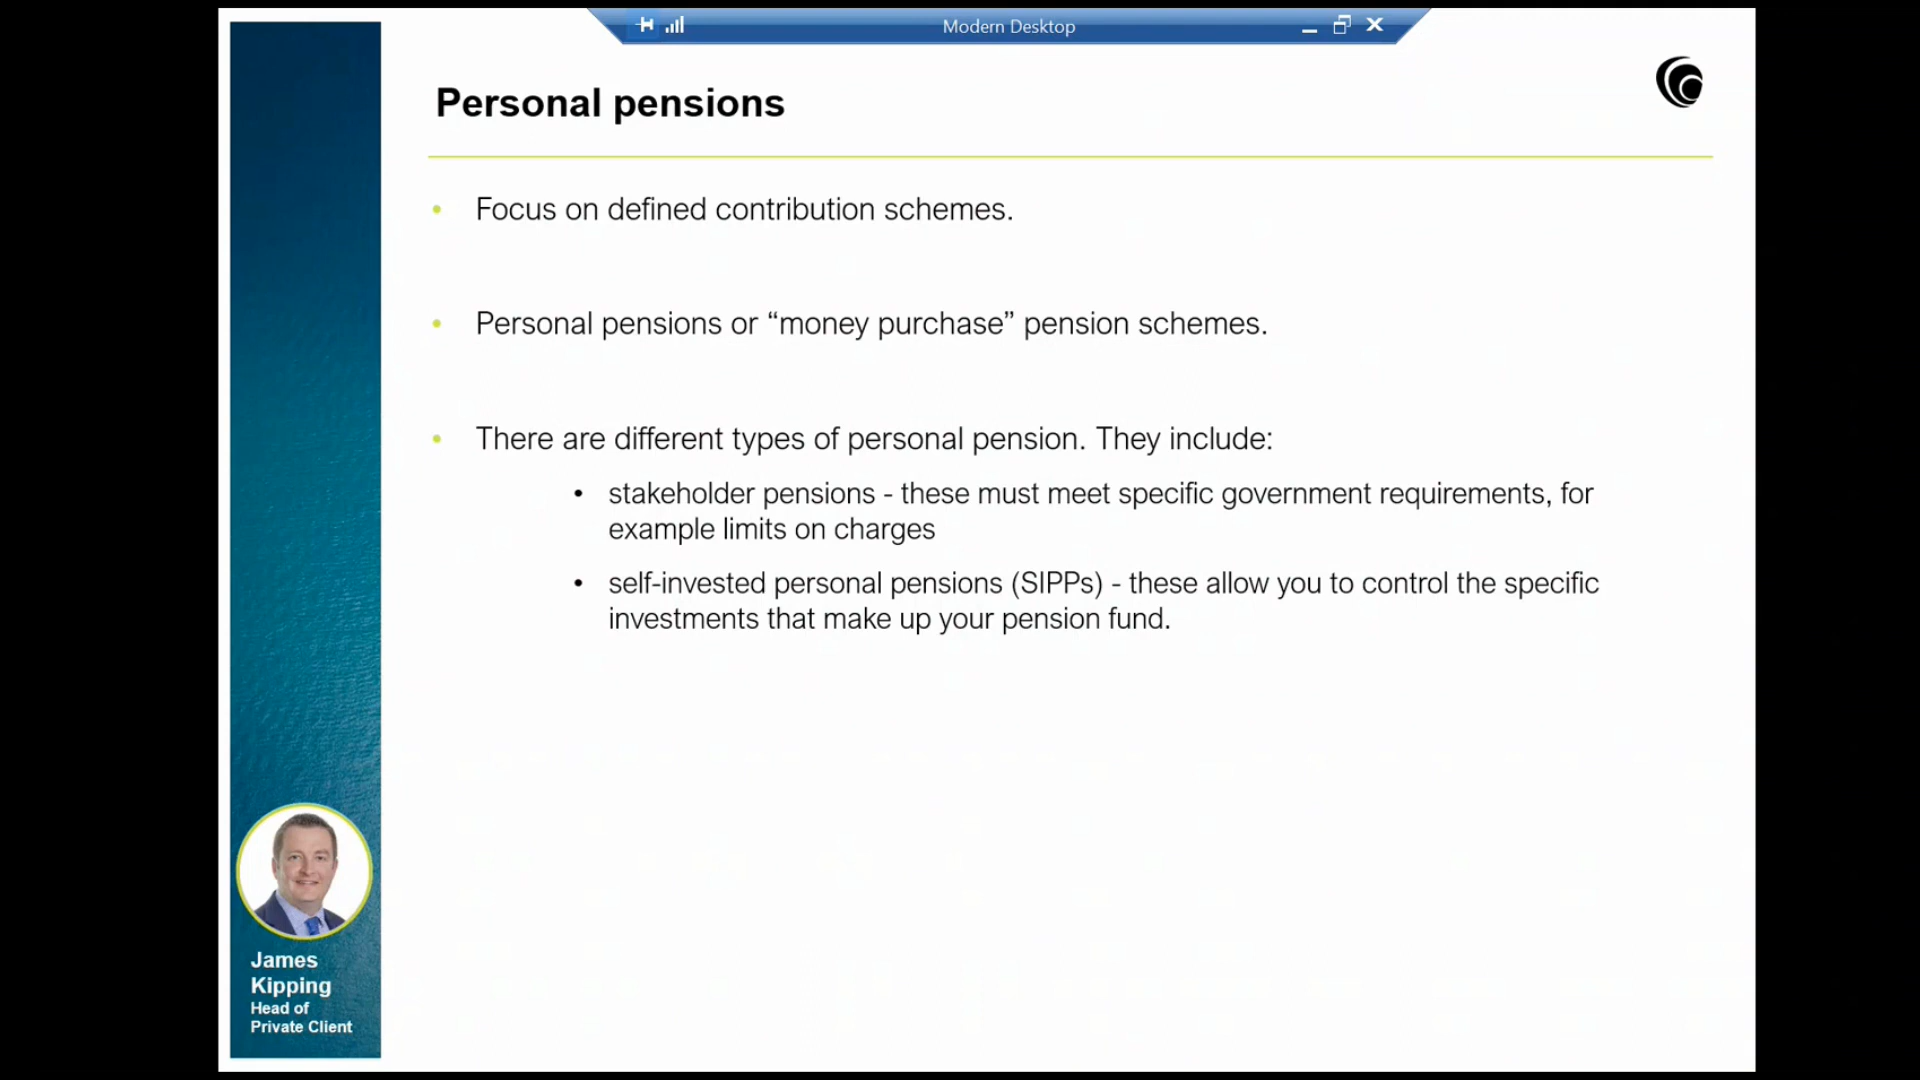 Modern Desktop
Personal pensions
• Focus on defined contribution schemes.
• Personal pensions or “money purchase” pension schemes.
• There are different types of personal pension. They include:
• stakeholder pensions - these must meet specific government requirements, for
example limits on charges
• self-invested personal pensions (SIPPs) - these allow you to control the specific
investments that make up your pension fund.
James
Kipping
Head of
Private Client